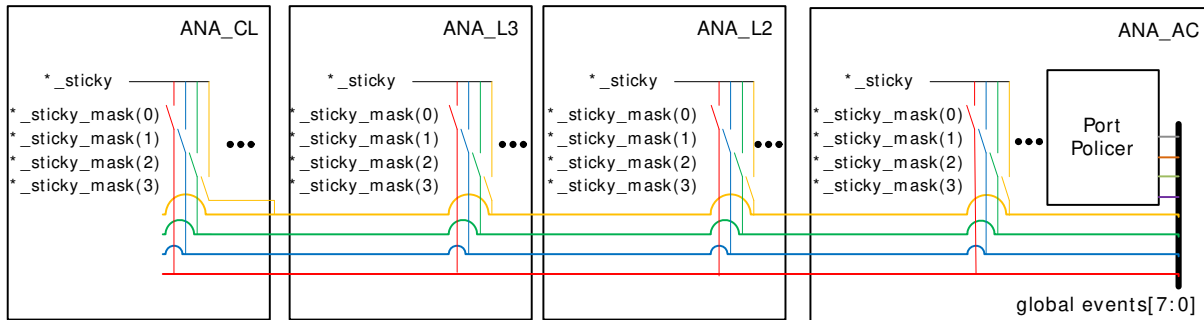 ANA_CL
*_sticky
*_sticky_mask(0)
*_sticky_mask(1)
*_sticky_mask(2)
*_sticky_mask(3)
ANA_L3
*_sticky
*_sticky_mask(0)
*_sticky_mask(1)
*_sticky_mask(2)
*_sticky_mask(3)
ANA_L2
*_sticky
*_sticky_mask(0)
*_sticky_mask(1)
*_sticky_mask(2)
*_sticky_mask(3)
ANA_AC
*_sticky
*_sticky_mask(0)
*_sticky_mask(1)
*_sticky_mask(2)
*_sticky_mask(3)
Port
Policer
global events[7:0]